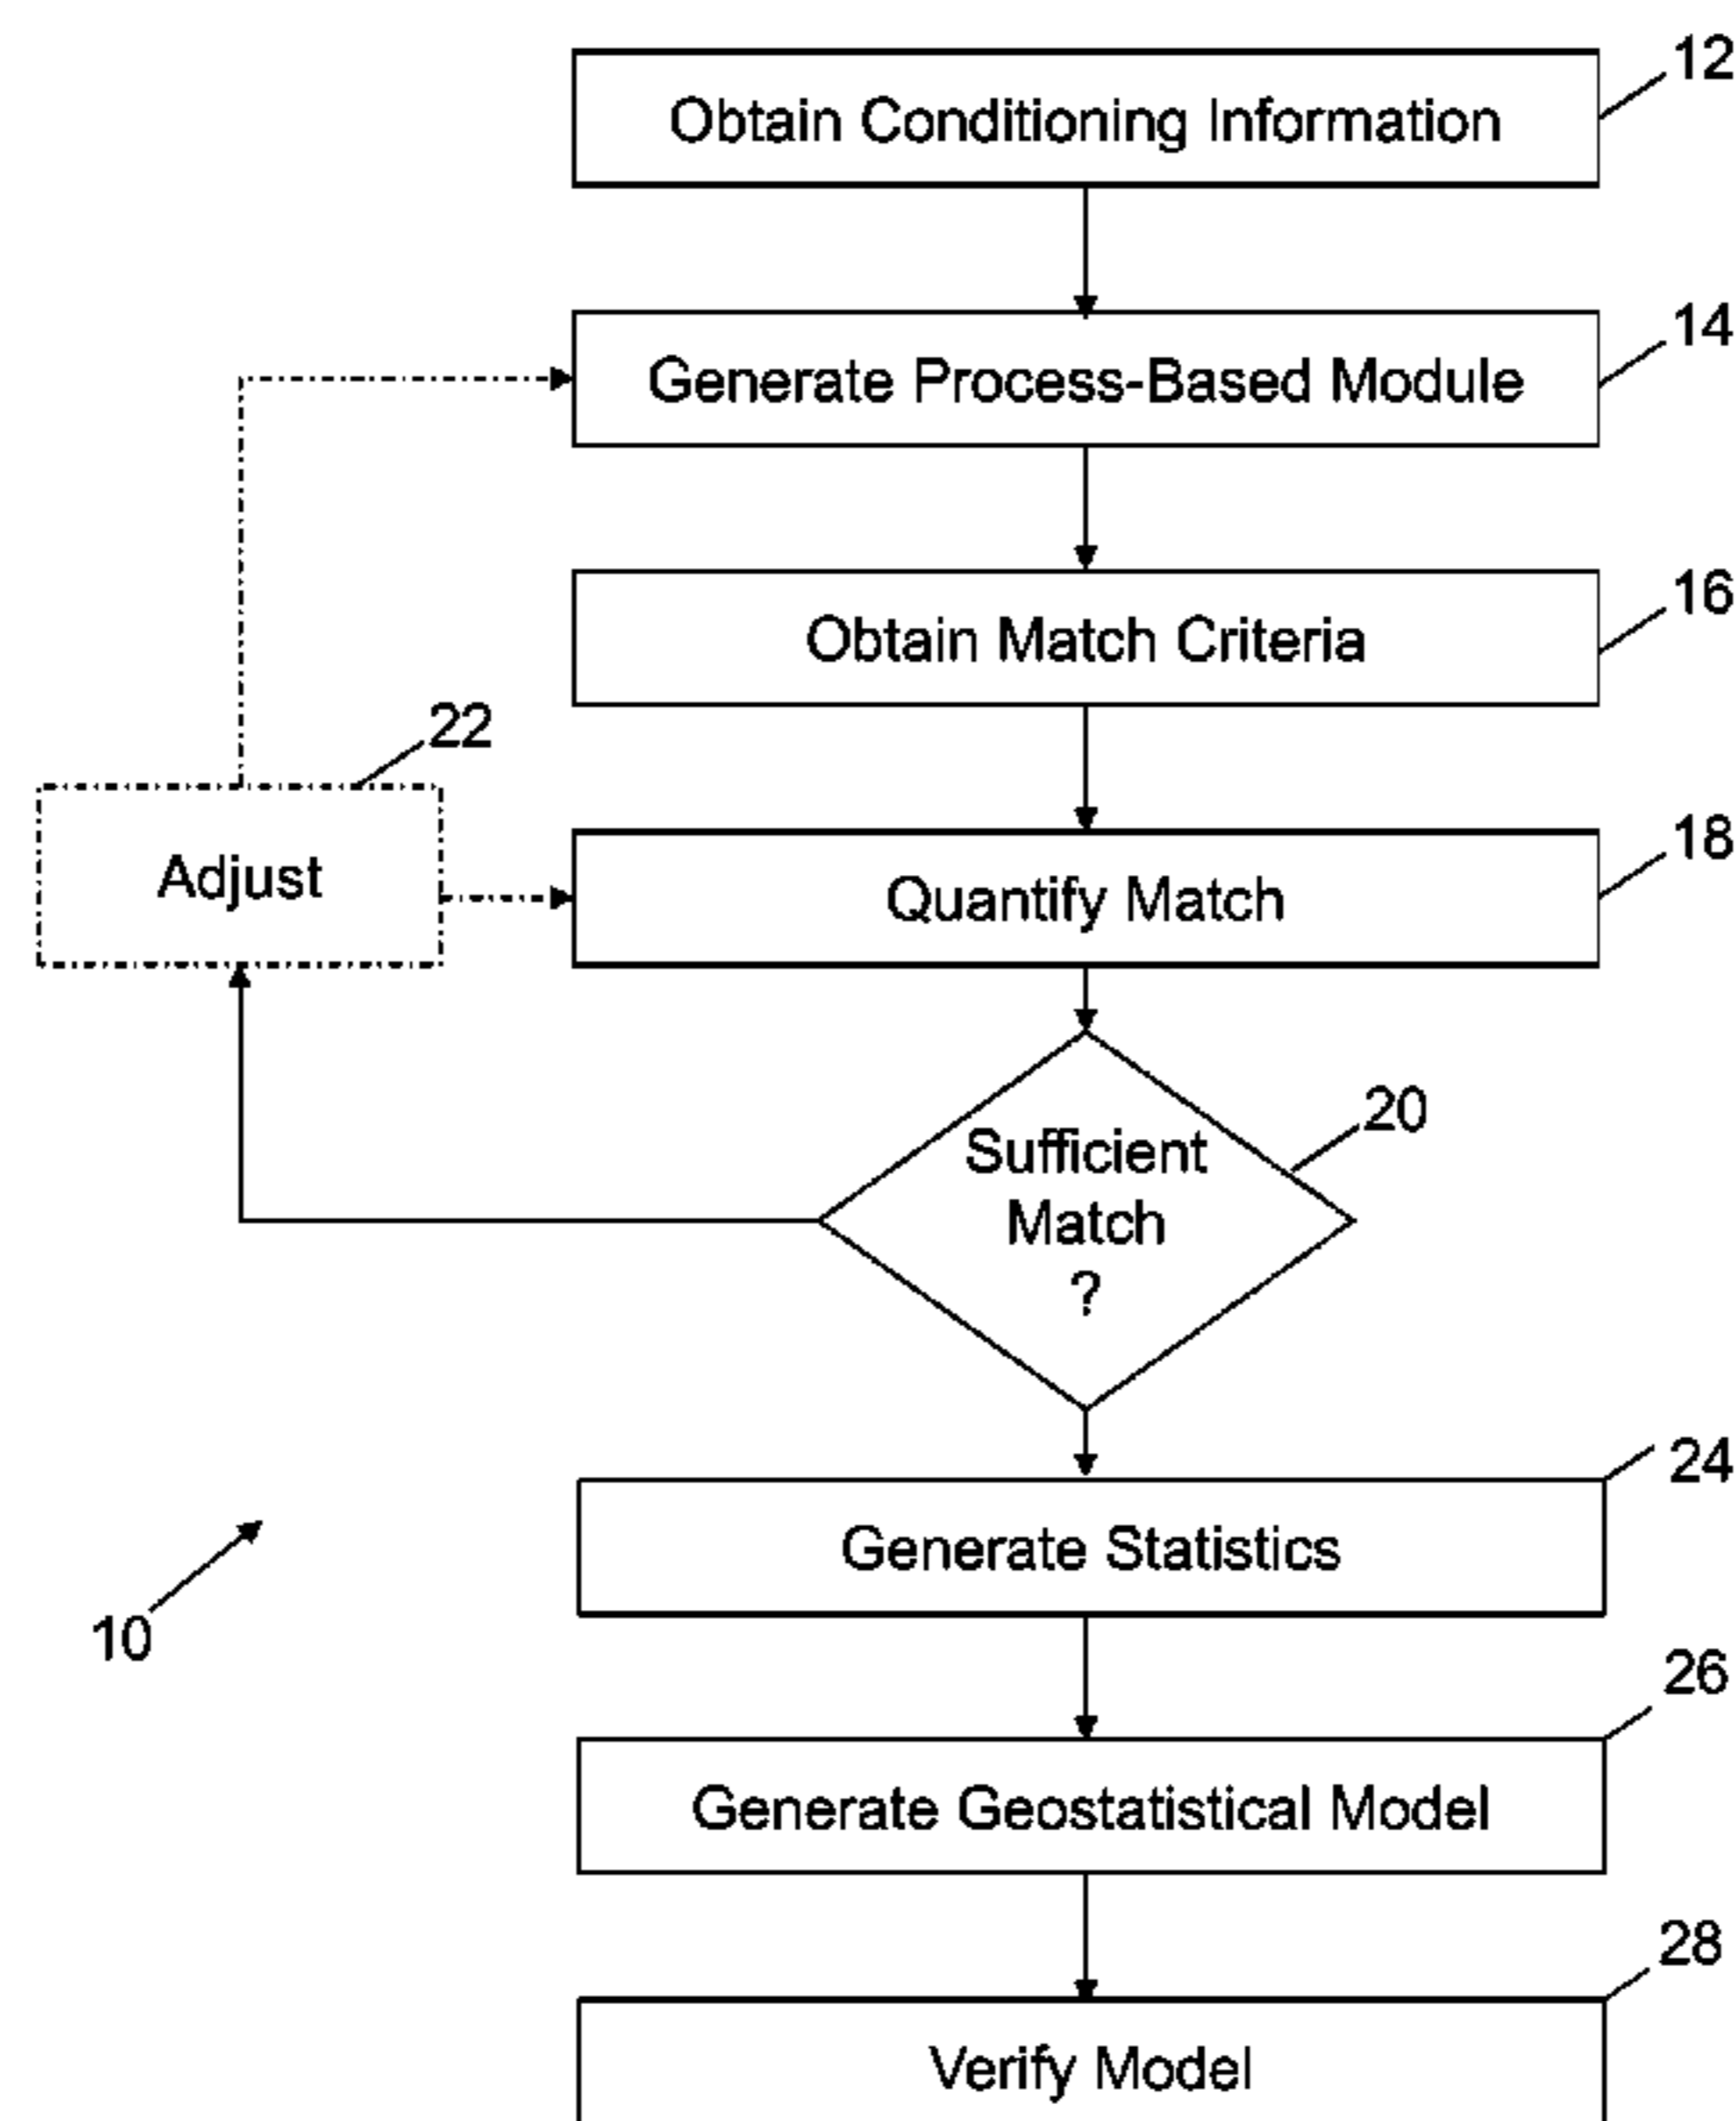 12
Obtain Conditioning Information
14
Generate Process-Based Module
16
Obtain Match Criteria
22
18
Adjust
Quantify Match
20
Sufficient
Match
?
24
Generate Statistics
10
26
Generate Geostatistical Model
28
Verify Model